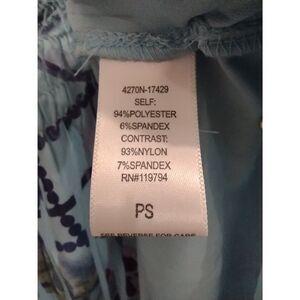 4270N-17429
SELF:
94%POLYESTER
6%SPANDEX
CONTRAST:
93%NYLON
7%SPANDEX
RN#119794
PS
SEE REVERSE FOR CARE